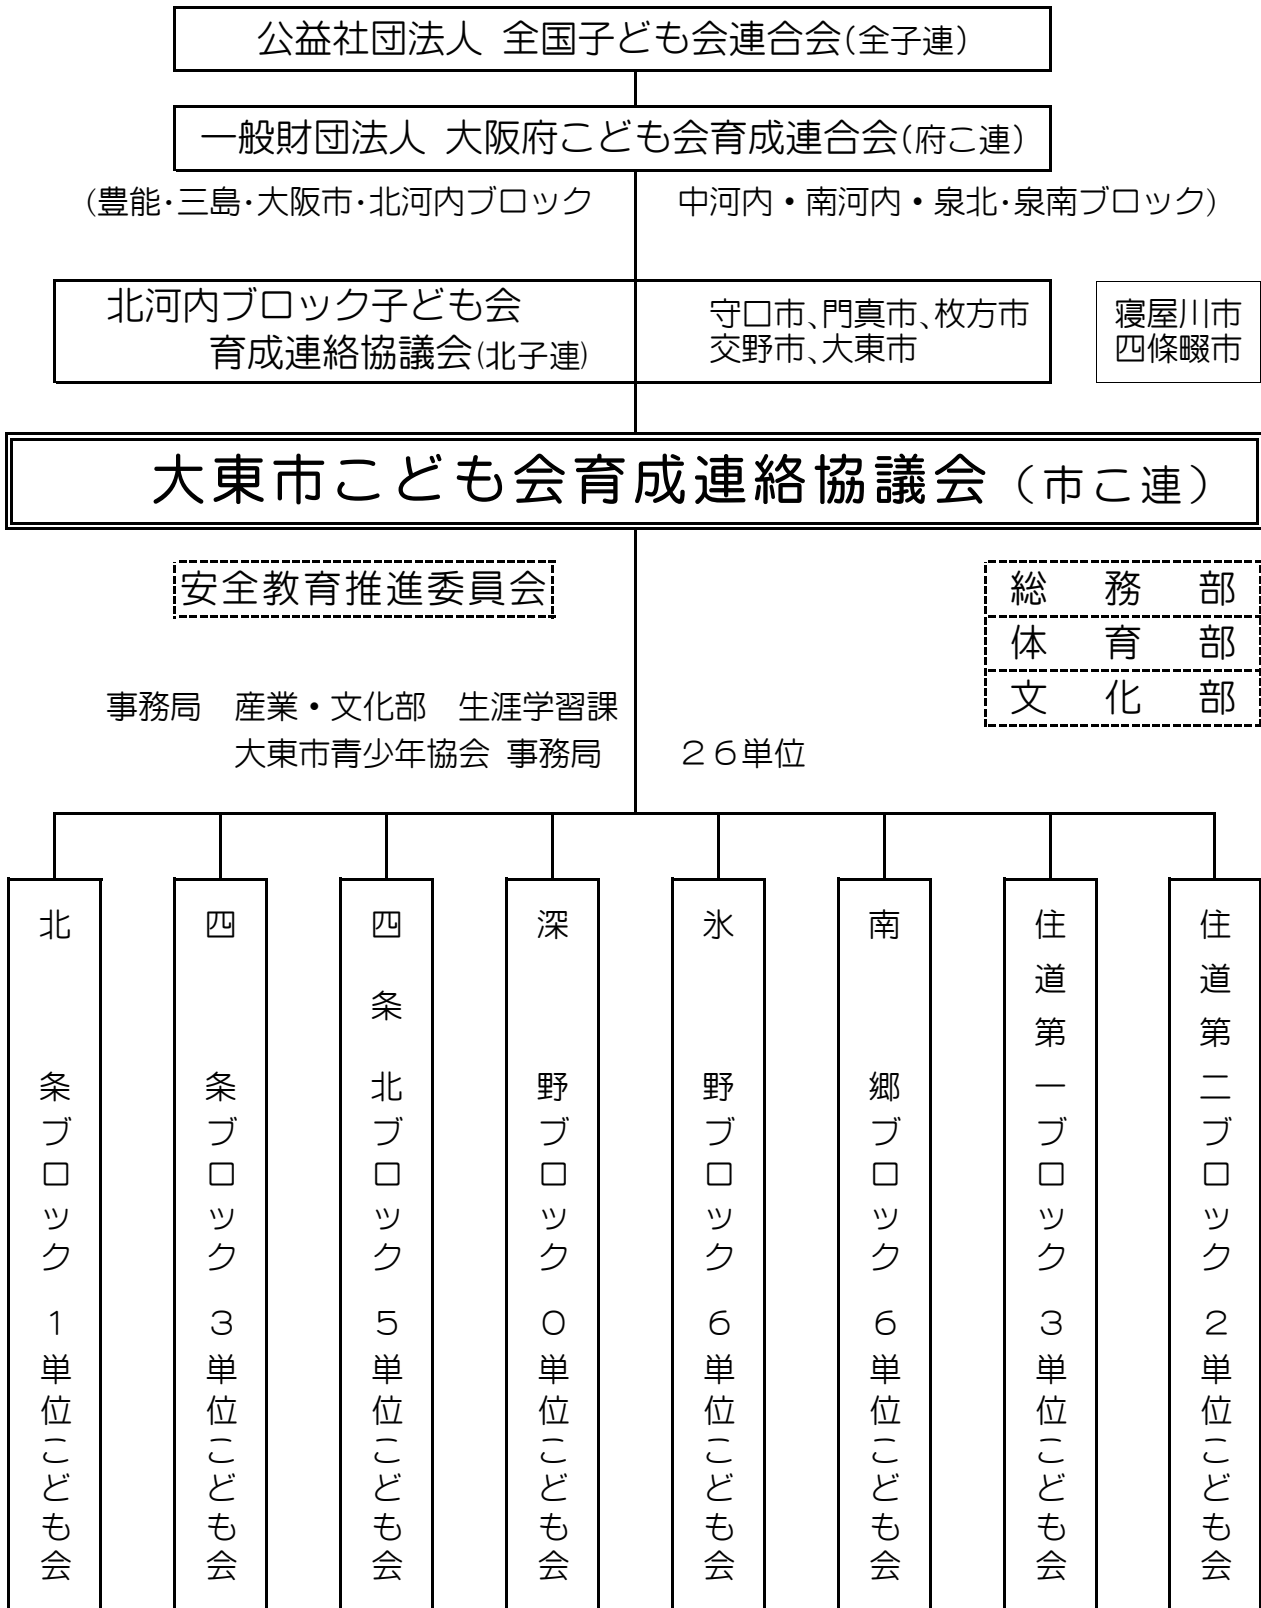 公益社団法人 全国子ども会連合会(全子連)
一般財団法人 大阪府こども会育成連合会(府こ連)
(豊能・三島・大阪市・北河内ブロック 中河内・南河内・泉北・泉南ブロック)
北河内ブロック子ども会
育成連絡協議会(北子連)
守口市、門真市、枚方市
交野市、大東市
寝屋川市
四條畷市
大東市こども会育成連絡協議会(市こ連)
安全教育推進委員会
総務部
体育部
文化部
事務局 産業・文化部 生涯学習課
大東市青少年協会 事務局
26単位
北条ブロック 1単位こども会
四条ブロック 3単位こども会
四条北ブロック 5単位こども会
深野ブロック 0単位こども会
氷野ブロック 6単位こども会
南郷ブロック 6単位こども会
住道第一ブロック 3単位こども会
住道第二ブロック 2単位こども会